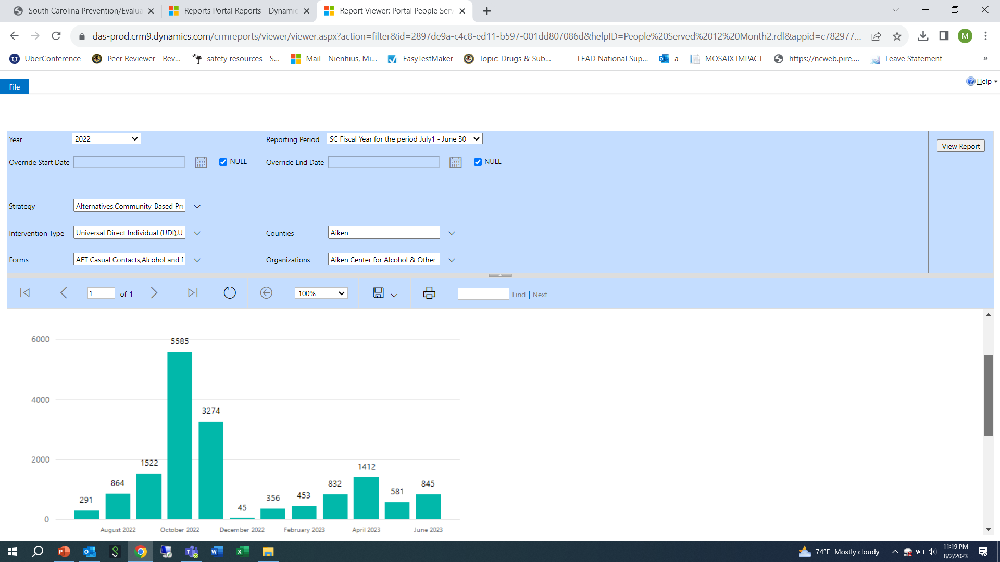 South Carolina Prevention/Evalua
Reports Portal Reports - Dynamic
Report Viewer: Portal People Serv
das-prod.crm9.dynamics.com/crmreports/viewer/viewer.aspx?action=filter&id=2897de9a-c4c8-ed11-b597-001dd807086d&helpID=People%20Served%2012%20Month2.rdl&appid=c782977...
M
UberConference
Peer Reviewer - Rev...
safety resources - S...
Mail - Nienhius, Mi...
EasyTestMaker
Topic: Drugs & Sub...
LEAD National Sup...
a
MOSAIX IMPACT
https://ncweb.pire....
Leave Statement
»
File
Help
Year
2022
Reporting Period
SC Fiscal Year for the period July1 - June 30
View Report
Override Start Date
NULL
Override End Date
NULL
Strategy
Alternatives,Community-Based Pro
Intervention Type
Universal Direct Individual (UDI),U
Counties
Aiken
Forms
AET Casual Contacts,Alcohol and D
Organizations
Aiken Center for Alcohol & Other
1 of 1
100%
Find | Next
6000
5585
4000
3274
2000
1522
1412
864
832
845
581
291
356
453
45
0
August 2022
October 2022
December 2022
February 2023
April 2023
June 2023
74°F Mostly cloudy
11:19 PM
8/2/2023